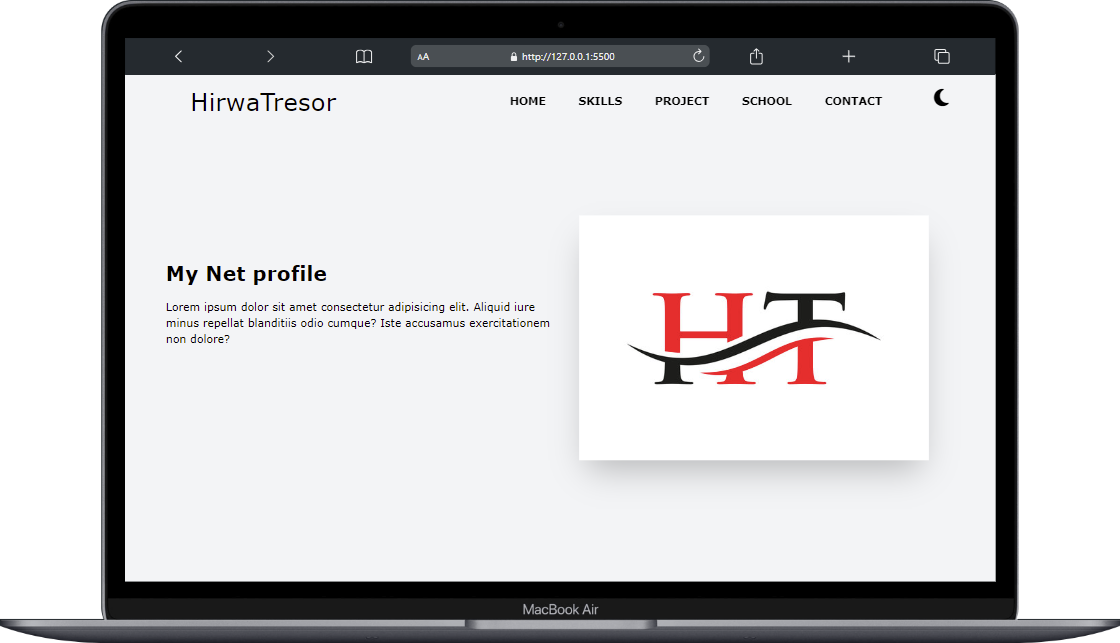 AA http://127.0.0.1:5500
HirwaTresor HOME SKILLS PROJECT SCHOOL CONTACT
My Net profile
Lorem ipsum dolor sit amet consectetur adipisicing elit. Aliquid iure
minus repellat blanditiis odio cumque? Iste accusamus exercitationem
non dolore?
HT
MacBook Air